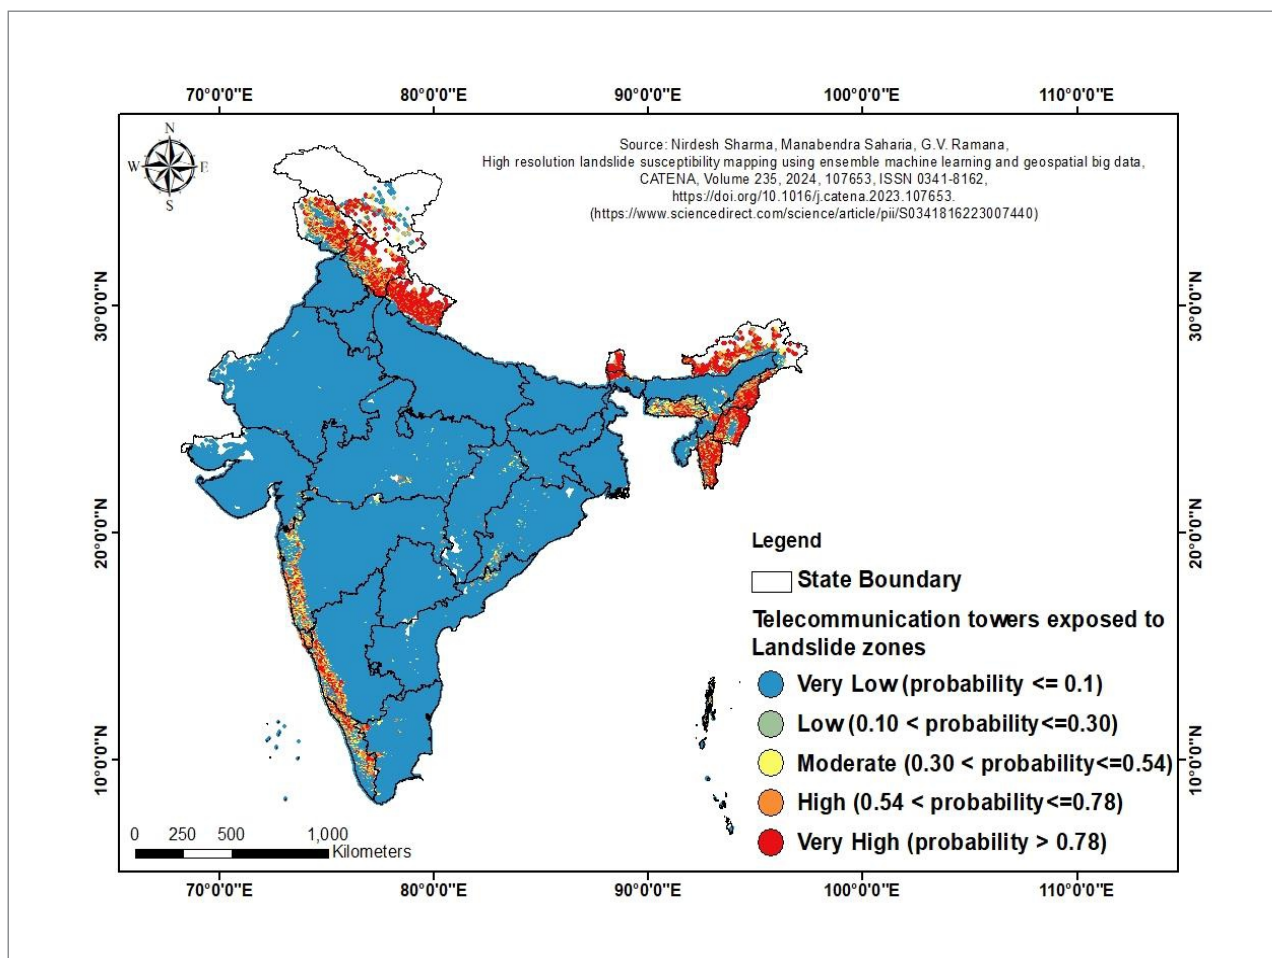 70°0'0"E 80°0'0"E 90°0'0"E 100°0'0"E 110°0'0"E
N
W E
S
Source: Nirdesh Sharma, Manabendra Saharia, G.V. Ramana,
High resolution landslide susceptibility mapping using ensemble machine learning and geospatial big data,
CATENA, Volume 235, 2024, 107653, ISSN 0341-8162,
https://doi.org/10.1016/j.catena.2023.107653.
(https://www.sciencedirect.com/science/article/pii/S0341816223007440)
30°0'0"N 30°0'0"N
20°0'0"N 20°0'0"N
10°0'0"N 10°0'0"N
Legend
State Boundary
Telecommunication towers exposed to
Landslide zones
Very Low (probability <= 0.1)
Low (0.10 < probability<=0.30)
Moderate (0.30 < probability<=0.54)
High (0.54 < probability<=0.78)
Very High (probability > 0.78)
0 250 500 1,000
Kilometers
70°0'0"E 80°0'0"E 90°0'0"E 100°0'0"E 110°0'0"E